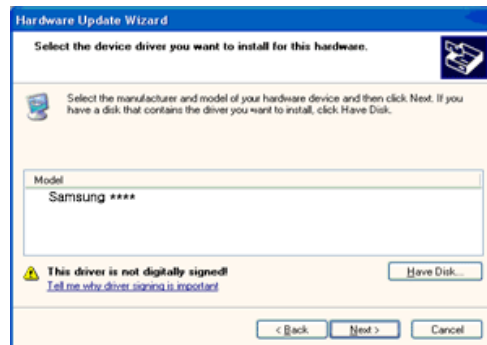 Hardware Update Wizard
Select the device driver you want to install for this hardware.
Select the manufacturer and model of your hardware device and then click Next. If you
have a disk that contains the driver you want to install, click Have Disk.
Model
Samsung ****
This driver is not digitally signed!
Have Disk...
Tell me why driver signing is important
< Back
Next >
Cancel